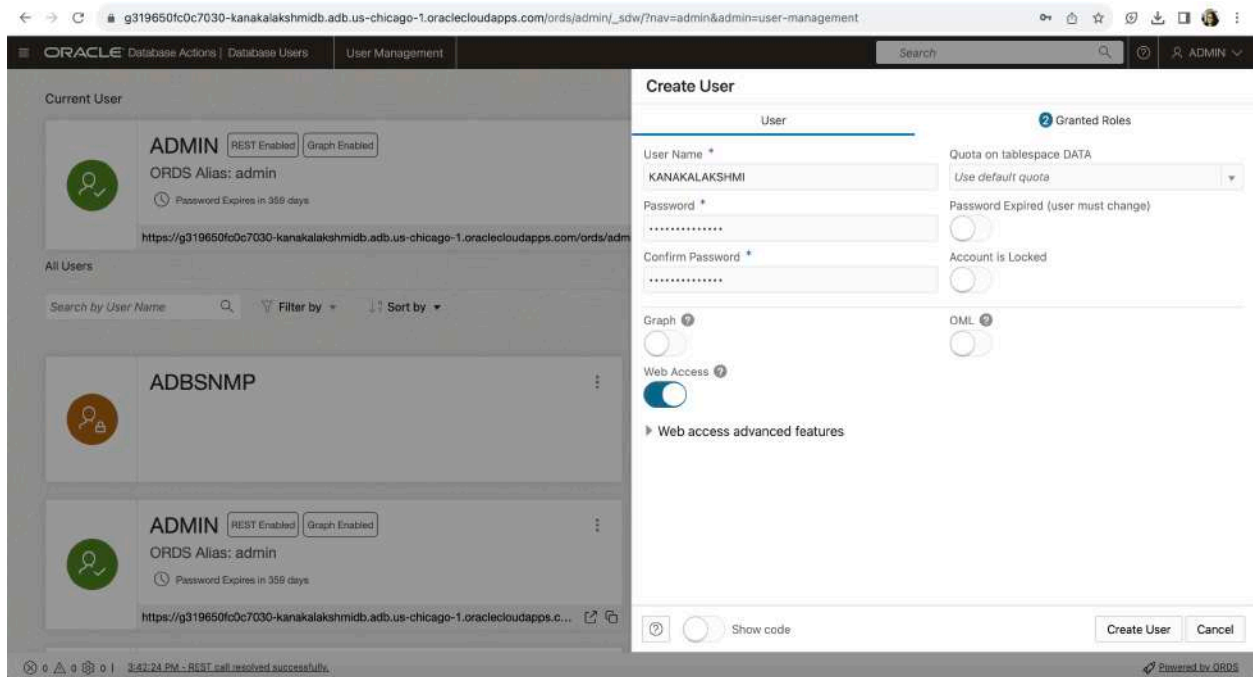 g319650fc0c7030-kanakalakshmidb.adb.us-chicago-1.oraclecloudapps.com/ords/admin/_sdw/?nav=admin&admin=user-management
ORACLE Database Actions | Database Users
User Management
Search
ADMIN
Current User
ADMIN REST Enabled Graph Enabled
ORDS Alias: admin
Password Expires in 359 days
https://g319650fc0c7030-kanakalakshmidb.adb.us-chicago-1.oraclecloudapps.com/ords/adm
All Users
Search by User Name
Filter by
Sort by
ADBSNMP
ADMIN REST Enabled Graph Enabled
ORDS Alias: admin
Password Expires in 359 days
https://g319650fc0c7030-kanakalakshmidb.adb.us-chicago-1.oraclecloudapps.c...
Create User
User
2 Granted Roles
User Name *
Quota on tablespace DATA
KANAKALAKSHMI
Use default quota
Password *
Password Expired (user must change)
••••••••••••••
Confirm Password *
Account is Locked
••••••••••••••
Graph
OML
Web Access
Web access advanced features
Show code
Create User
Cancel
0 0 0 | 3:42:24 PM - REST call resolved successfully.
Powered by ORDS